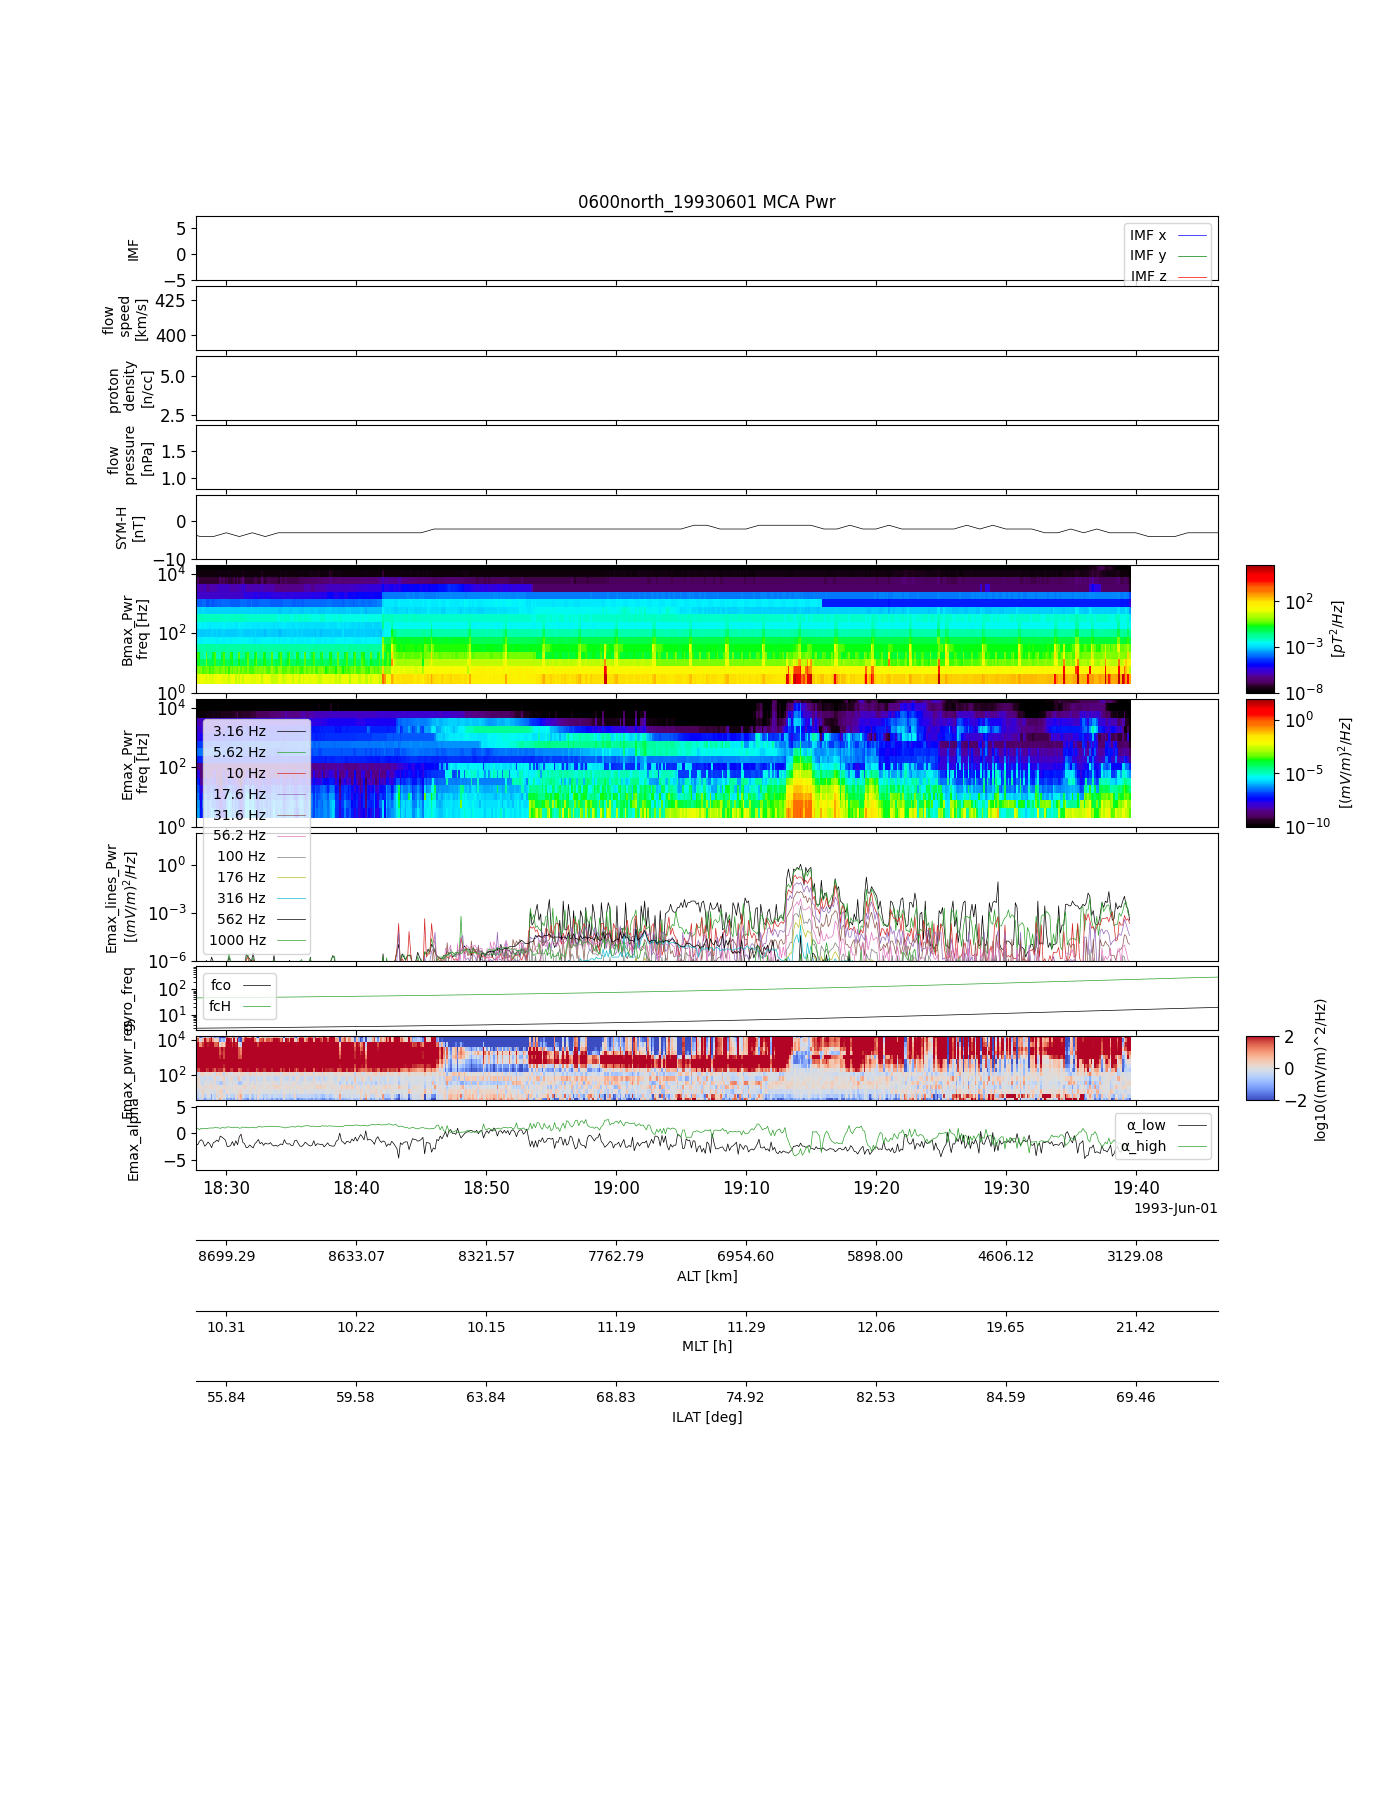 0600north_19930601 MCA Pwr
IMF
5
0
−5
IMF x
IMF y
IMF z
flow
speed
[km/s]
425
400
proton
density
[n/cc]
5.0
2.5
flow
pressure
[nPa]
1.5
1.0
SYM-H
[nT]
0
−10
Bmax_Pwr
freq [Hz]
10^4
10^2
10^0
10^2
10^−3
10^−8
[pT^2/Hz]
Emax_Pwr
freq [Hz]
10^4
10^2
10^0
10^0
10^−5
10^−10
[(mV/m)^2/Hz]
3.16 Hz
5.62 Hz
10 Hz
17.6 Hz
31.6 Hz
56.2 Hz
100 Hz
176 Hz
316 Hz
562 Hz
1000 Hz
Emax_lines_Pwr
[(mV/m)^2/Hz]
10^0
10^−3
10^−6
gyro_freq
10^2
10^1
fco
fcH
Emax_pwr_reg
10^4
10^2
2
0
−2
log10((mV/m)^2/Hz)
Emax_alpha
5
0
−5
α_low
α_high
18:30 18:40 18:50 19:00 19:10 19:20 19:30 19:40
1993-Jun-01
8699.29 8633.07 8321.57 7762.79 6954.60 5898.00 4606.12 3129.08
ALT [km]
10.31 10.22 10.15 11.19 11.29 12.06 19.65 21.42
MLT [h]
55.84 59.58 63.84 68.83 74.92 82.53 84.59 69.46
ILAT [deg]